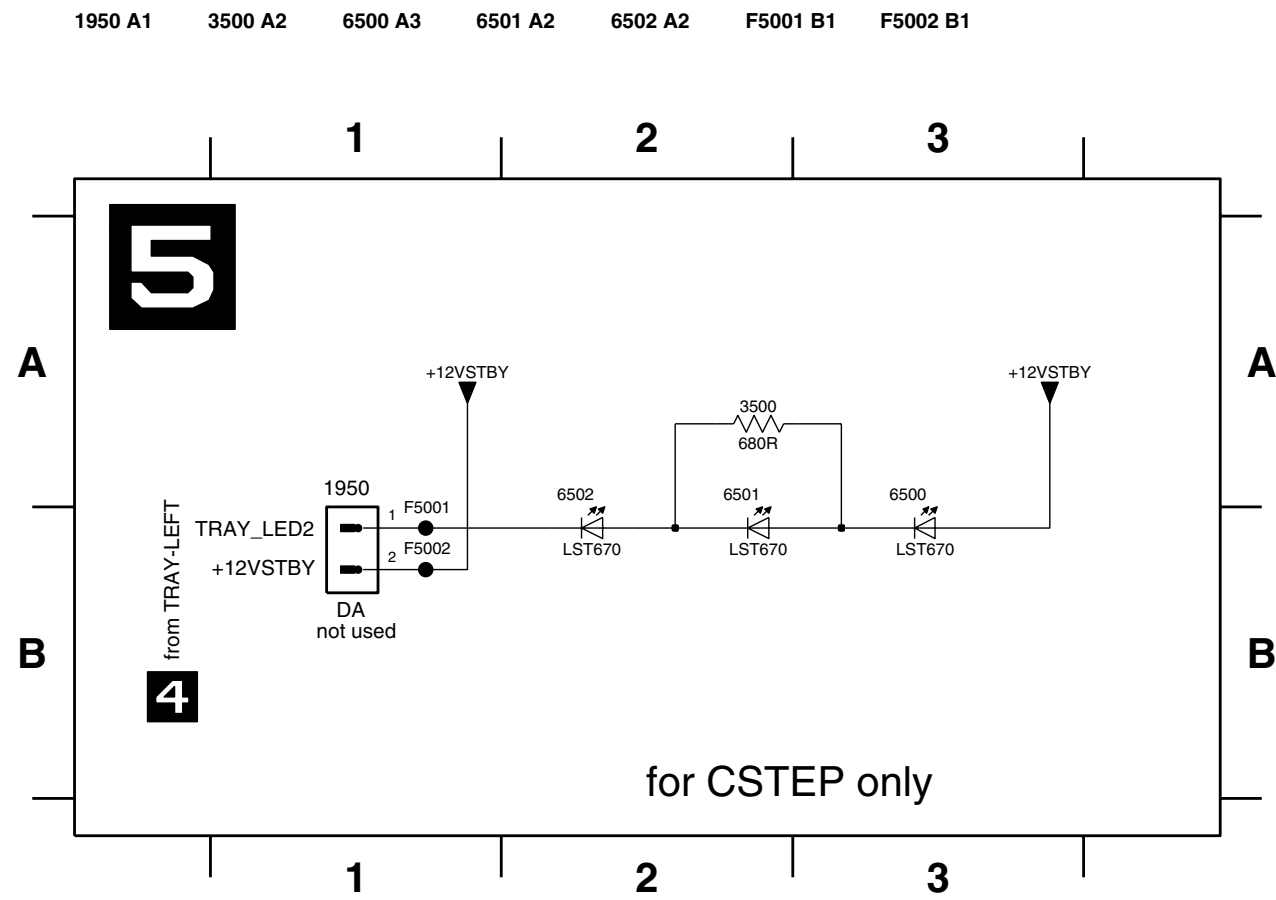 1950 A1 3500 A2 6500 A3 6501 A2 6502 A2 F5001 B1 F5002 B1
1 2 3
5
A A
+12VSTBY +12VSTBY
3500
680R
1950
6502 6501 6500
1 F5001
TRAY_LED2
LST670 LST670 LST670
2 F5002
+12VSTBY
DA
not used
from TRAY-LEFT
4
B B
for CSTEP only
1 2 3